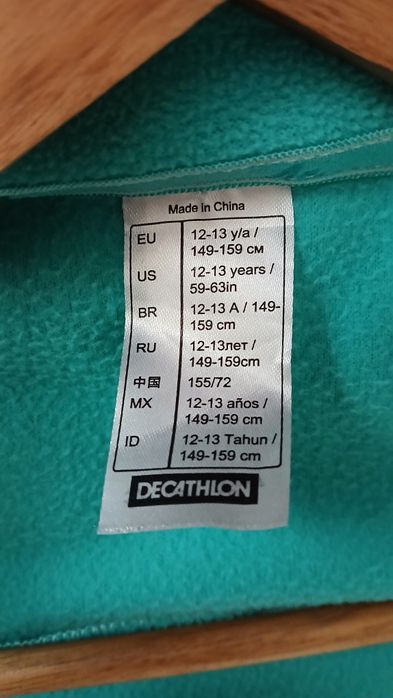 Made in China
EU 12-13 y/a /
149-159 CM
US 12-13 years /
59-63in
BR 12-13 A / 149-
159 cm
RU 12-13лет /
149-159cm
中国 155/72
MX 12-13 años /
149-159 cm
ID 12-13 Tahun /
149-159 cm
DECATHLON